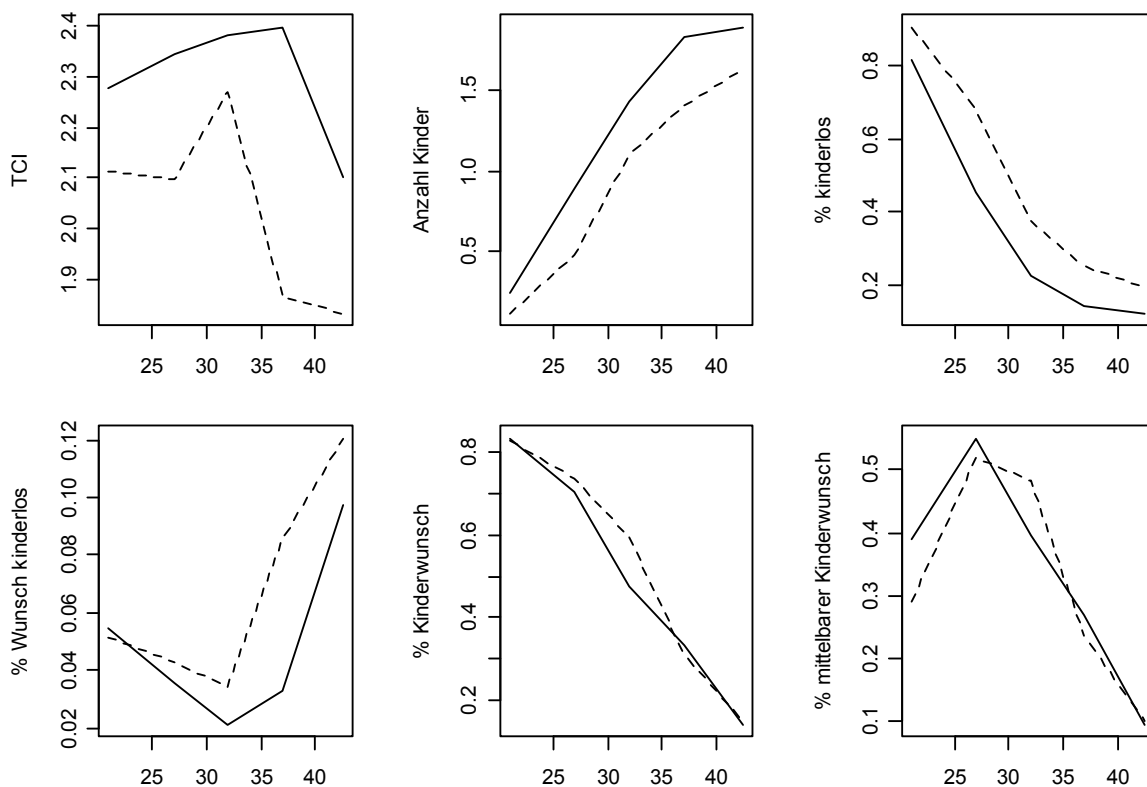 TCI
1.9 2.0 2.1 2.2 2.3 2.4
25 30 35 40
Anzahl Kinder
0.5 1.0 1.5
25 30 35 40
% kinderlos
0.2 0.4 0.6 0.8
25 30 35 40
% Wunsch kinderlos
0.02 0.04 0.06 0.08 0.10 0.12
25 30 35 40
% Kinderwunsch
0.2 0.4 0.6 0.8
25 30 35 40
% mittelbarer Kinderwunsch
0.1 0.2 0.3 0.4 0.5
25 30 35 40